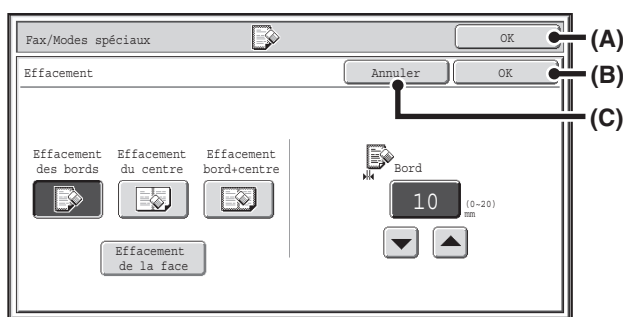 Fax/Modes spéciaux
OK
(A)
Effacement
Annuler
OK
(B)
(C)
Effacement
des bords
Effacement
du centre
Effacement
bord+centre
Bord
10
(0~20)
mm
Effacement
de la face